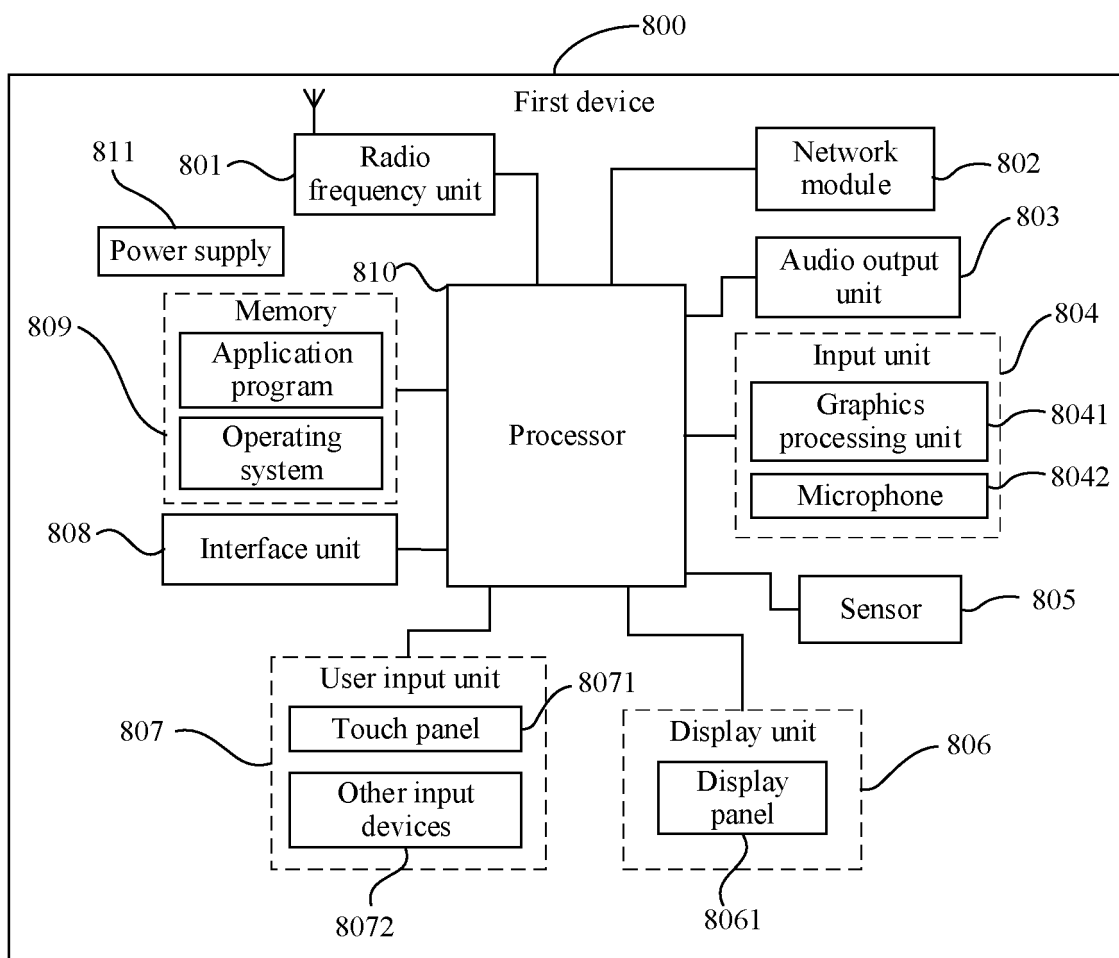 800
First device
811
801
Radio
frequency unit
Network
module
802
Power supply
810
Audio output
unit
803
809
Memory
Application
program
Operating
system
Processor
804
Input unit
Graphics
processing unit
8041
Microphone
8042
808
Interface unit
Sensor
805
807
User input unit
8071
Touch panel
Other input
devices
8072
Display unit
806
Display
panel
8061